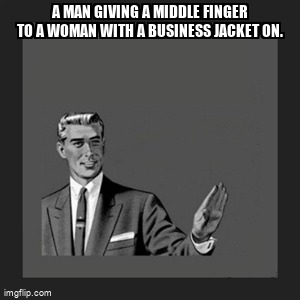 A MAN GIVING A MIDDLE FINGER
TO A WOMAN WITH A BUSINESS JACKET ON.
imgflip.com